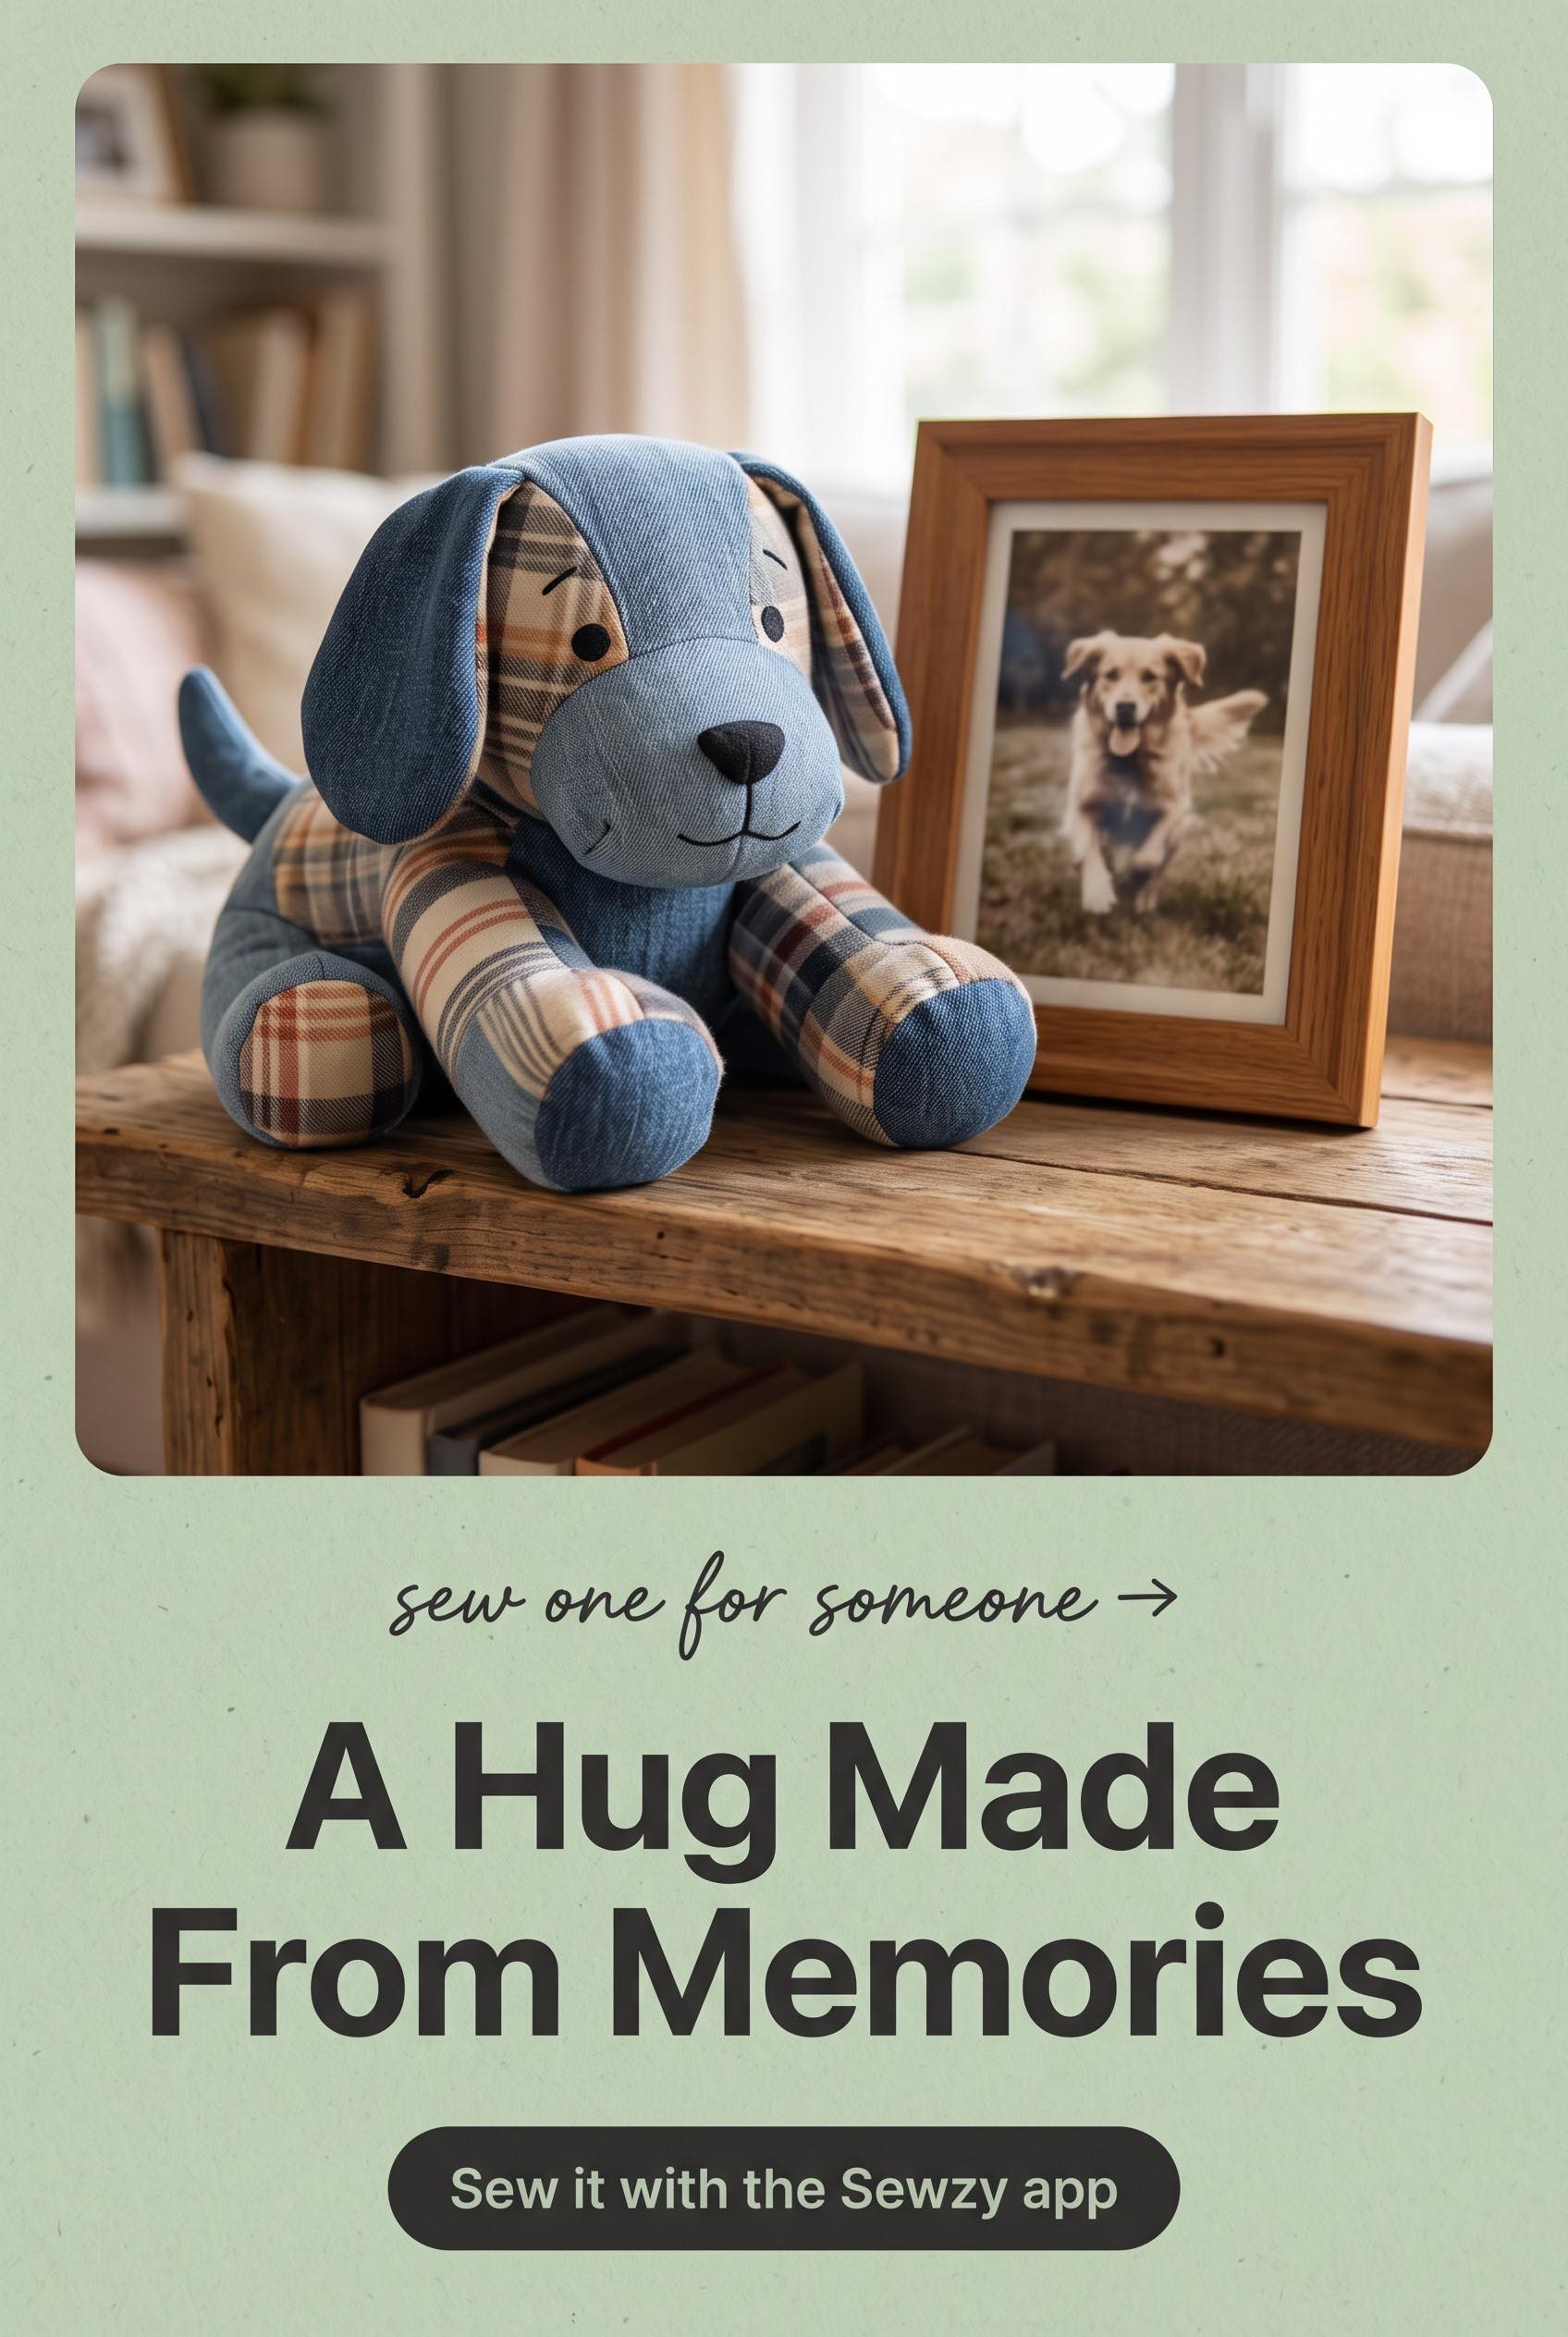 sew one for someone →
A Hug Made
From Memories
Sew it with the Sewzy app